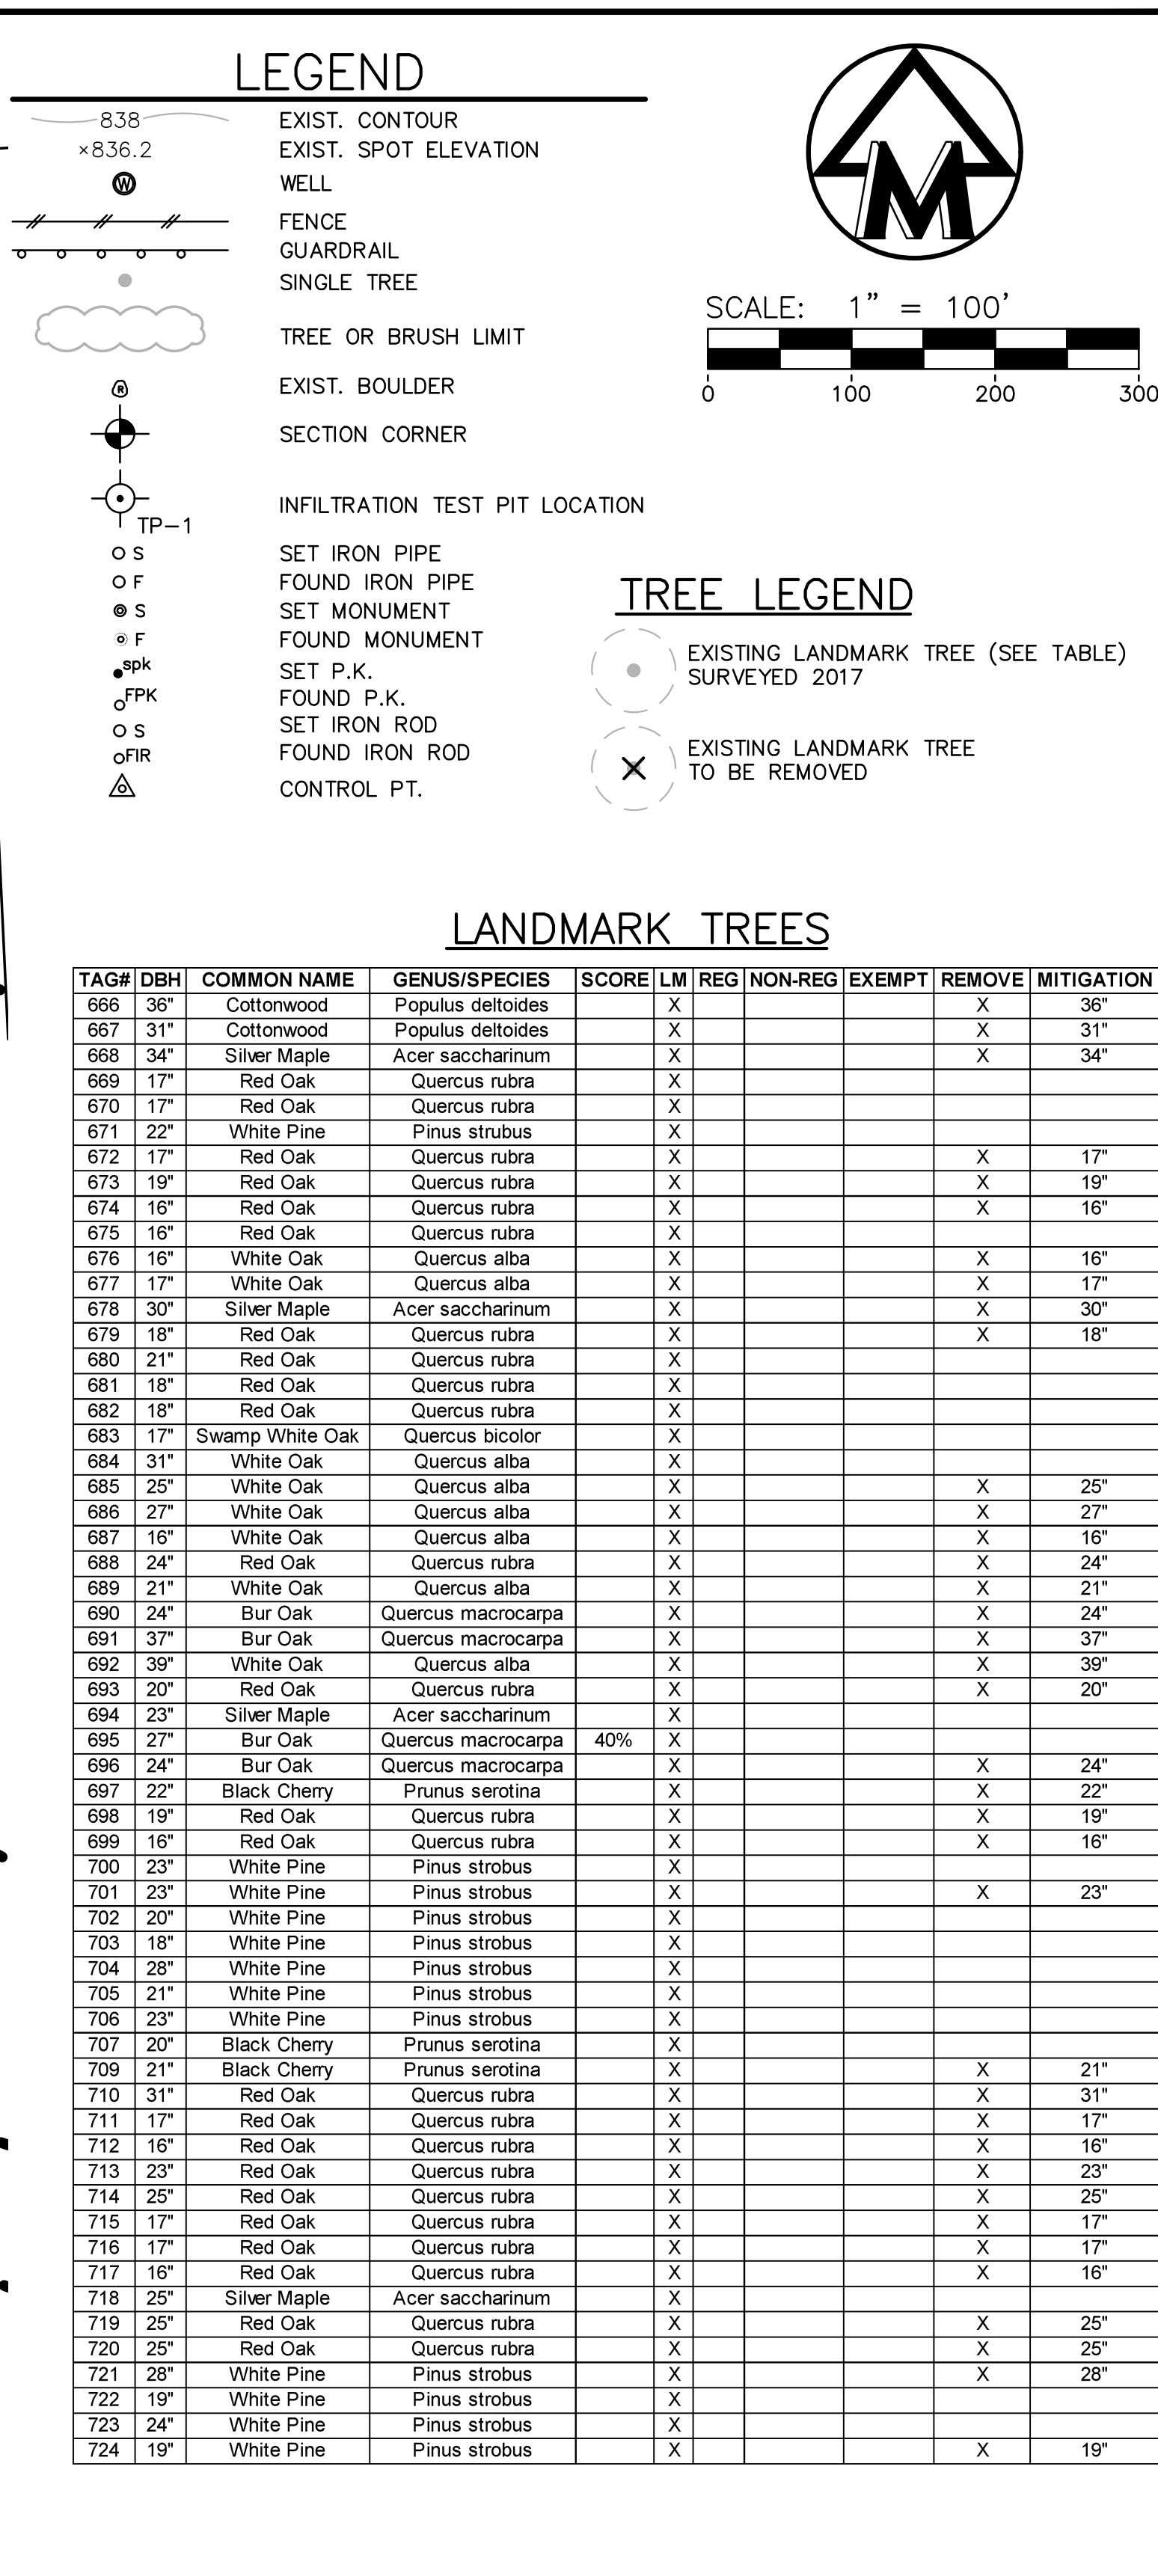 LEGEND
838 EXIST. CONTOUR
×836.2 EXIST. SPOT ELEVATION
W WELL
FENCE
GUARDRAIL
SINGLE TREE
TREE OR BRUSH LIMIT
R EXIST. BOULDER
SECTION CORNER
INFILTRATION TEST PIT LOCATION
TP-1
S SET IRON PIPE
F FOUND IRON PIPE
S SET MONUMENT
F FOUND MONUMENT
spk SET P.K.
FPK FOUND P.K.
S SET IRON ROD
FIR FOUND IRON ROD
CONTROL PT.
M
SCALE: 1" = 100'
0 100 200 300
TREE LEGEND
EXISTING LANDMARK TREE (SEE TABLE)
SURVEYED 2017
EXISTING LANDMARK TREE
TO BE REMOVED
LANDMARK TREES
TAG# DBH COMMON NAME GENUS/SPECIES SCORE LM REG NON-REG EXEMPT REMOVE MITIGATION
666 36" Cottonwood Populus deltoides X X 36"
667 31" Cottonwood Populus deltoides X X 31"
668 34" Silver Maple Acer saccharinum X X 34"
669 17" Red Oak Quercus rubra X
670 17" Red Oak Quercus rubra X
671 22" White Pine Pinus strubus X
672 17" Red Oak Quercus rubra X X 17"
673 19" Red Oak Quercus rubra X X 19"
674 16" Red Oak Quercus rubra X X 16"
675 16" Red Oak Quercus rubra X
676 16" White Oak Quercus alba X X 16"
677 17" White Oak Quercus alba X X 17"
678 30" Silver Maple Acer saccharinum X X 30"
679 18" Red Oak Quercus rubra X X 18"
680 21" Red Oak Quercus rubra X
681 18" Red Oak Quercus rubra X
682 18" Red Oak Quercus rubra X
683 17" Swamp White Oak Quercus bicolor X
684 31" White Oak Quercus alba X
685 25" White Oak Quercus alba X X 25"
686 27" White Oak Quercus alba X X 27"
687 16" White Oak Quercus alba X X 16"
688 24" Red Oak Quercus rubra X X 24"
689 21" White Oak Quercus alba X X 21"
690 24" Bur Oak Quercus macrocarpa X X 24"
691 37" Bur Oak Quercus macrocarpa X X 37"
692 39" White Oak Quercus alba X X 39"
693 20" Red Oak Quercus rubra X X 20"
694 23" Silver Maple Acer saccharinum X
695 27" Bur Oak Quercus macrocarpa 40% X
696 24" Bur Oak Quercus macrocarpa X X 24"
697 22" Black Cherry Prunus serotina X X 22"
698 19" Red Oak Quercus rubra X X 19"
699 16" Red Oak Quercus rubra X X 16"
700 23" White Pine Pinus strobus X
701 23" White Pine Pinus strobus X X 23"
702 20" White Pine Pinus strobus X
703 18" White Pine Pinus strobus X
704 28" White Pine Pinus strobus X
705 21" White Pine Pinus strobus X
706 23" White Pine Pinus strobus X
707 20" Black Cherry Prunus serotina X
709 21" Black Cherry Prunus serotina X X 21"
710 31" Red Oak Quercus rubra X X 31"
711 17" Red Oak Quercus rubra X X 17"
712 16" Red Oak Quercus rubra X X 16"
713 23" Red Oak Quercus rubra X X 23"
714 25" Red Oak Quercus rubra X X 25"
715 17" Red Oak Quercus rubra X X 17"
716 17" Red Oak Quercus rubra X X 17"
717 16" Red Oak Quercus rubra X X 16"
718 25" Silver Maple Acer saccharinum X
719 25" Red Oak Quercus rubra X X 25"
720 25" Red Oak Quercus rubra X X 25"
721 28" White Pine Pinus strobus X X 28"
722 19" White Pine Pinus strobus X
723 24" White Pine Pinus strobus X
724 19" White Pine Pinus strobus X X 19"